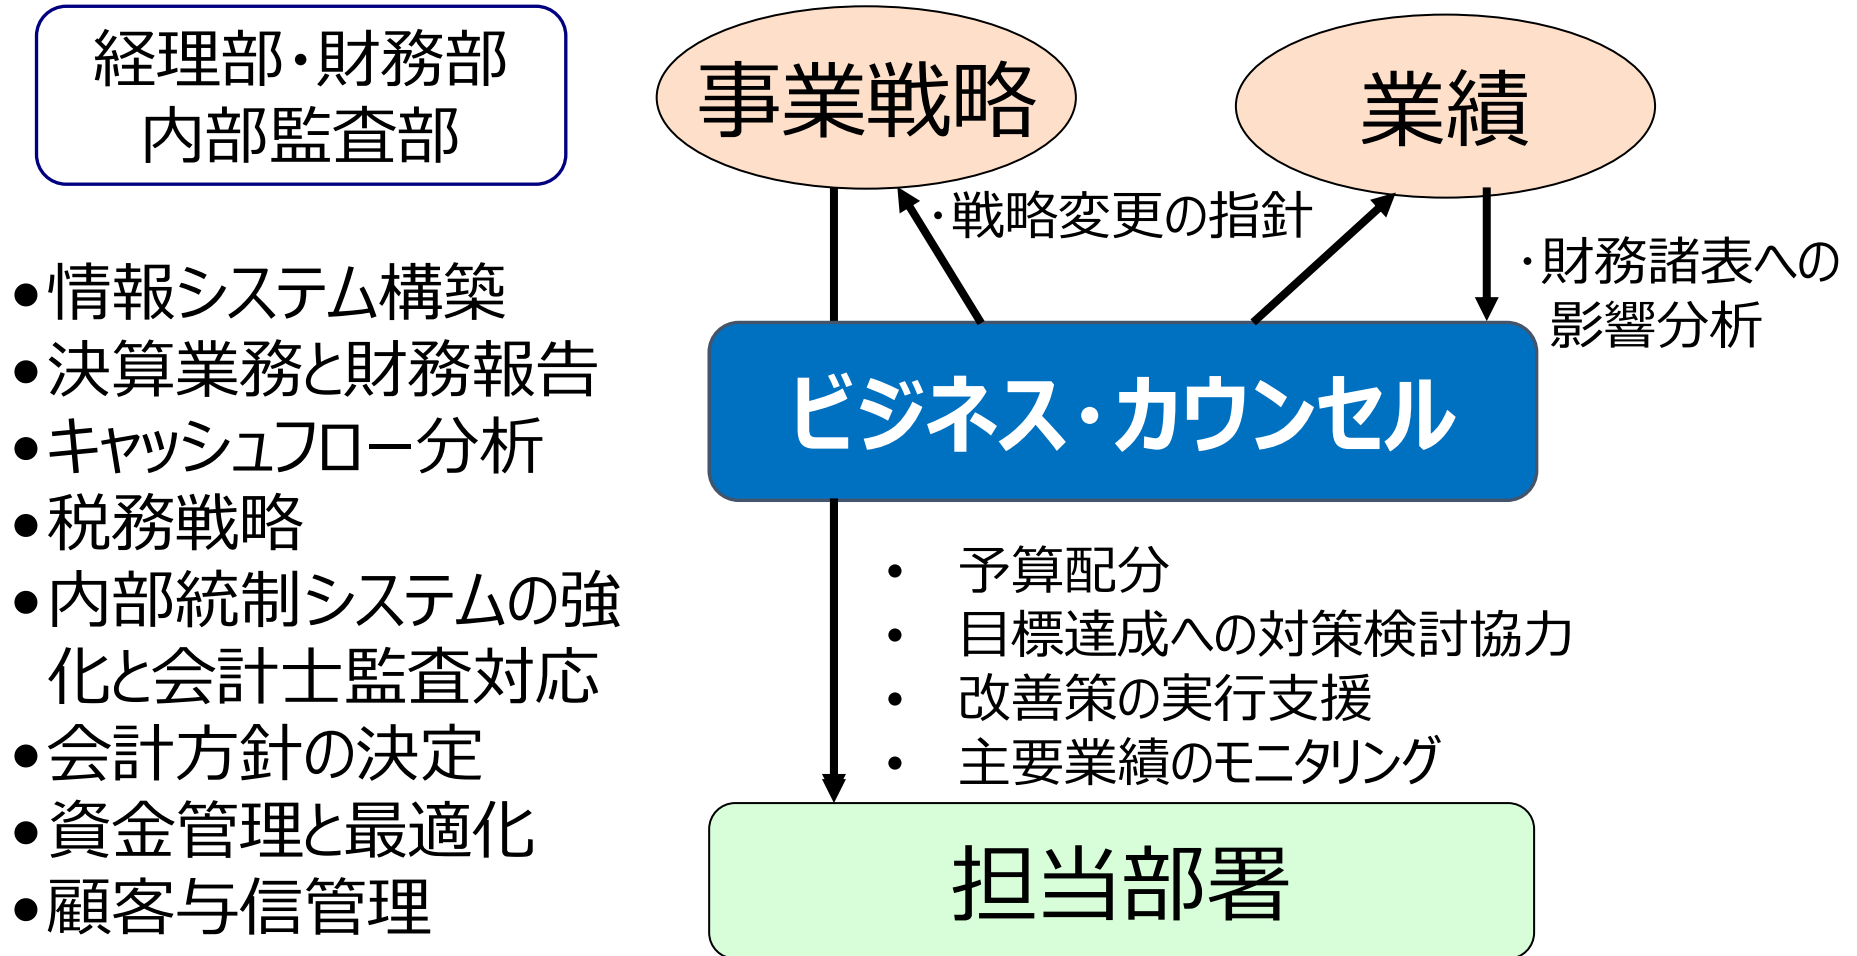 経理部・財務部
内部監査部
•情報システム構築
•決算業務と財務報告
•キャッシュフロー分析
•税務戦略
•内部統制システムの強
化と会計士監査対応
•会計方針の決定
•資金管理と最適化
•顧客与信管理
事業戦略
業績
・戦略変更の指針
・財務諸表への
影響分析
ビジネス・カウンセル
• 予算配分
• 目標達成への対策検討協力
• 改善策の実行支援
• 主要業績のモニタリング
担当部署